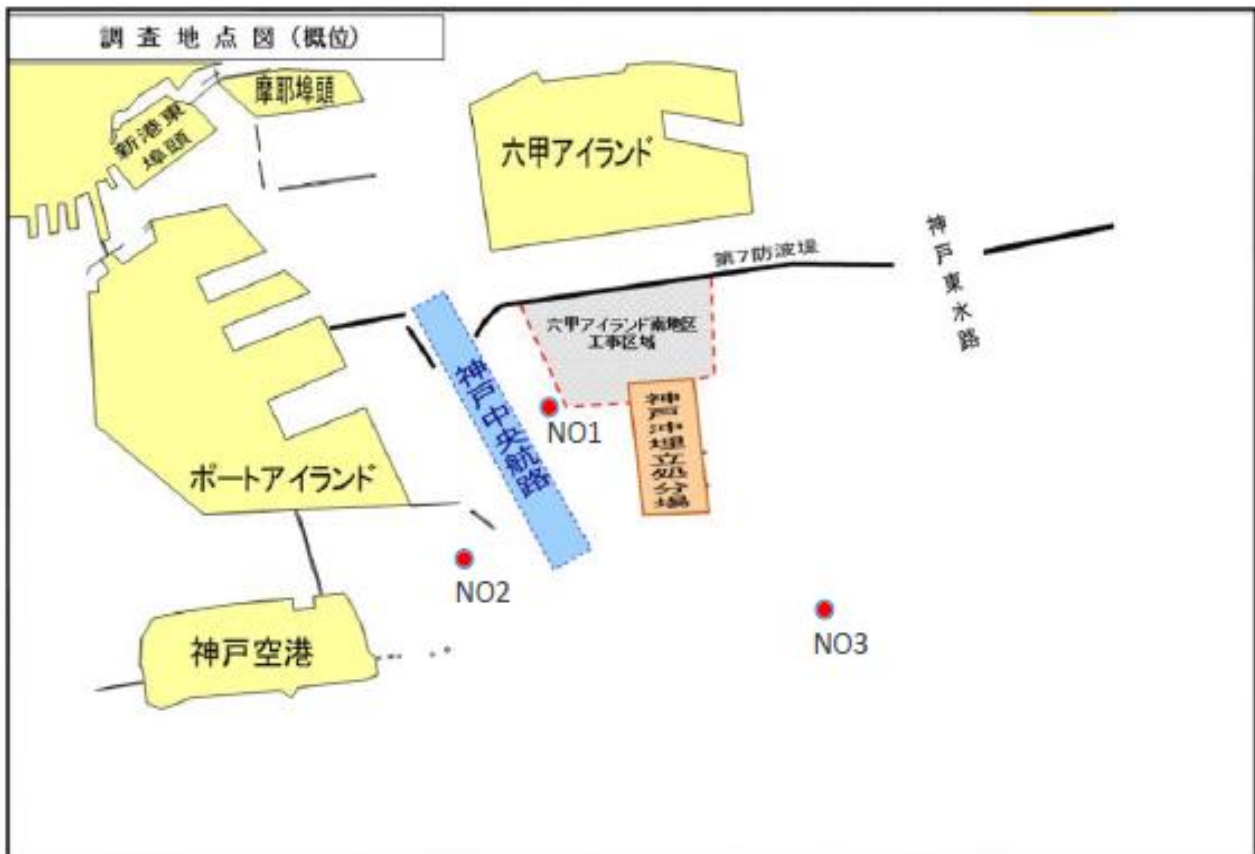 調査地点図(概位)
摩耶埠頭
新港東
埠頭
六甲アイランド
第7防波堤
神戸東水路
六甲アイランド南地区
工事区域
神戸中央航路
神戸沖埋立処分場
NO1
ポートアイランド
NO2
NO3
神戸空港